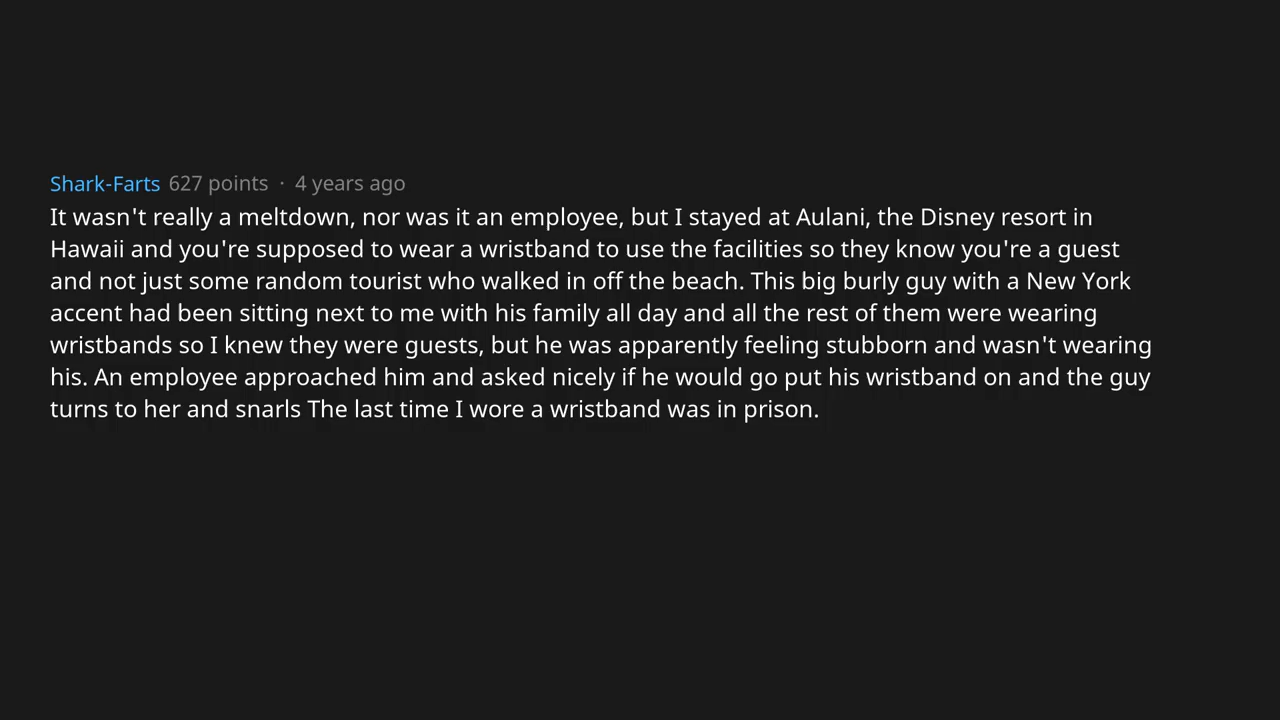 Shark-Farts 627 points · 4 years ago
It wasn't really a meltdown, nor was it an employee, but I stayed at Aulani, the Disney resort in
Hawaii and you're supposed to wear a wristband to use the facilities so they know you're a guest
and not just some random tourist who walked in off the beach. This big burly guy with a New York
accent had been sitting next to me with his family all day and all the rest of them were wearing
wristbands so I knew they were guests, but he was apparently feeling stubborn and wasn't wearing
his. An employee approached him and asked nicely if he would go put his wristband on and the guy
turns to her and snarls The last time I wore a wristband was in prison.